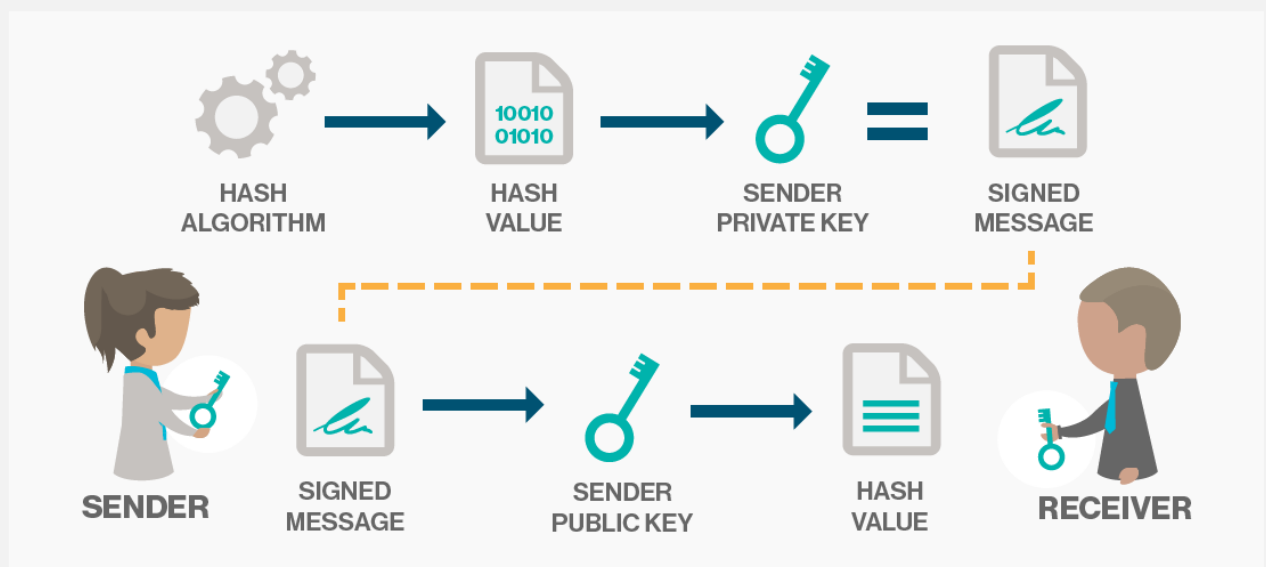 10010
01010
HASH
ALGORITHM
HASH
VALUE
SENDER
PRIVATE KEY
SIGNED
MESSAGE
SENDER
SIGNED
MESSAGE
SENDER
PUBLIC KEY
HASH
VALUE
RECEIVER